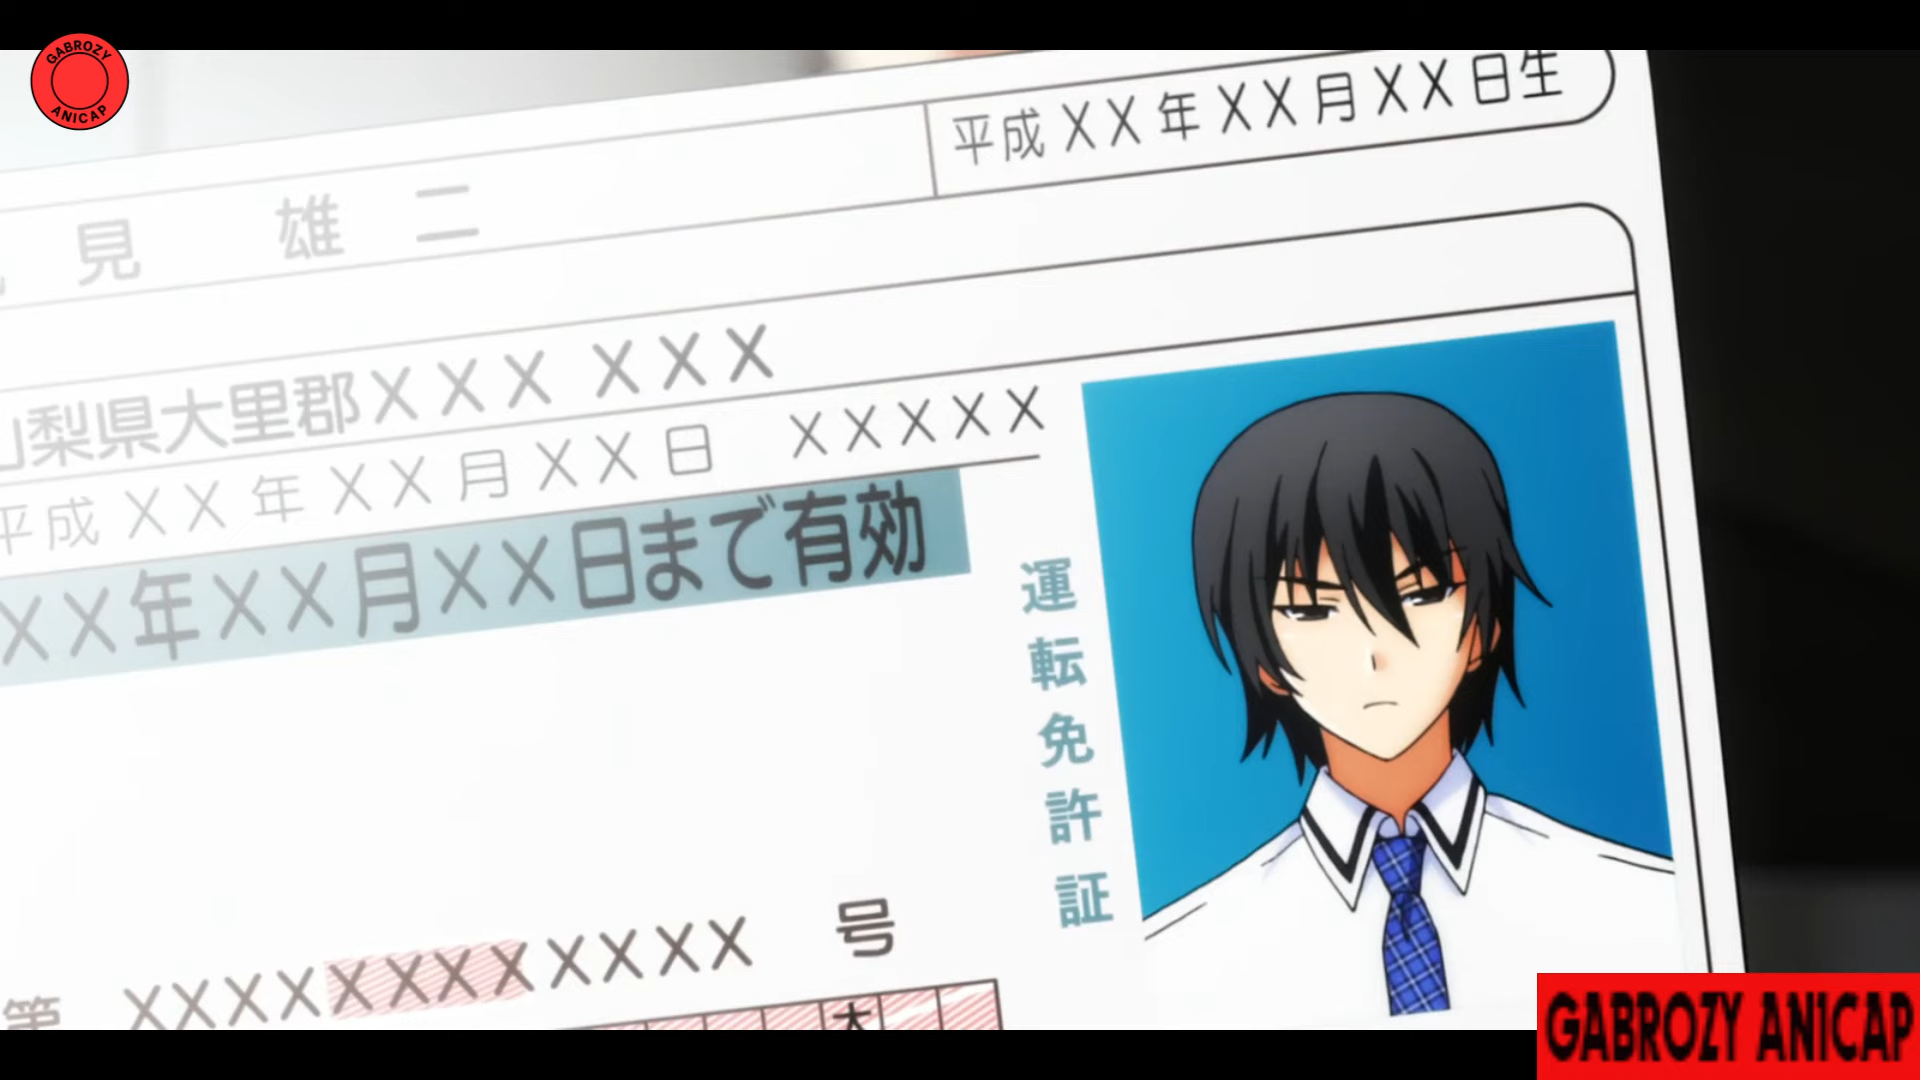 GABROZY
ANICAP
平成XX年XX月XX日生
見 雄 二
山梨県大里郡XXX XXX
平成XX年XX月XX日 XXXXX
XX年XX月XX日まで有効
運転免許証
第 XXXXXXXXXXXX 号
大
GABROZY ANICAP